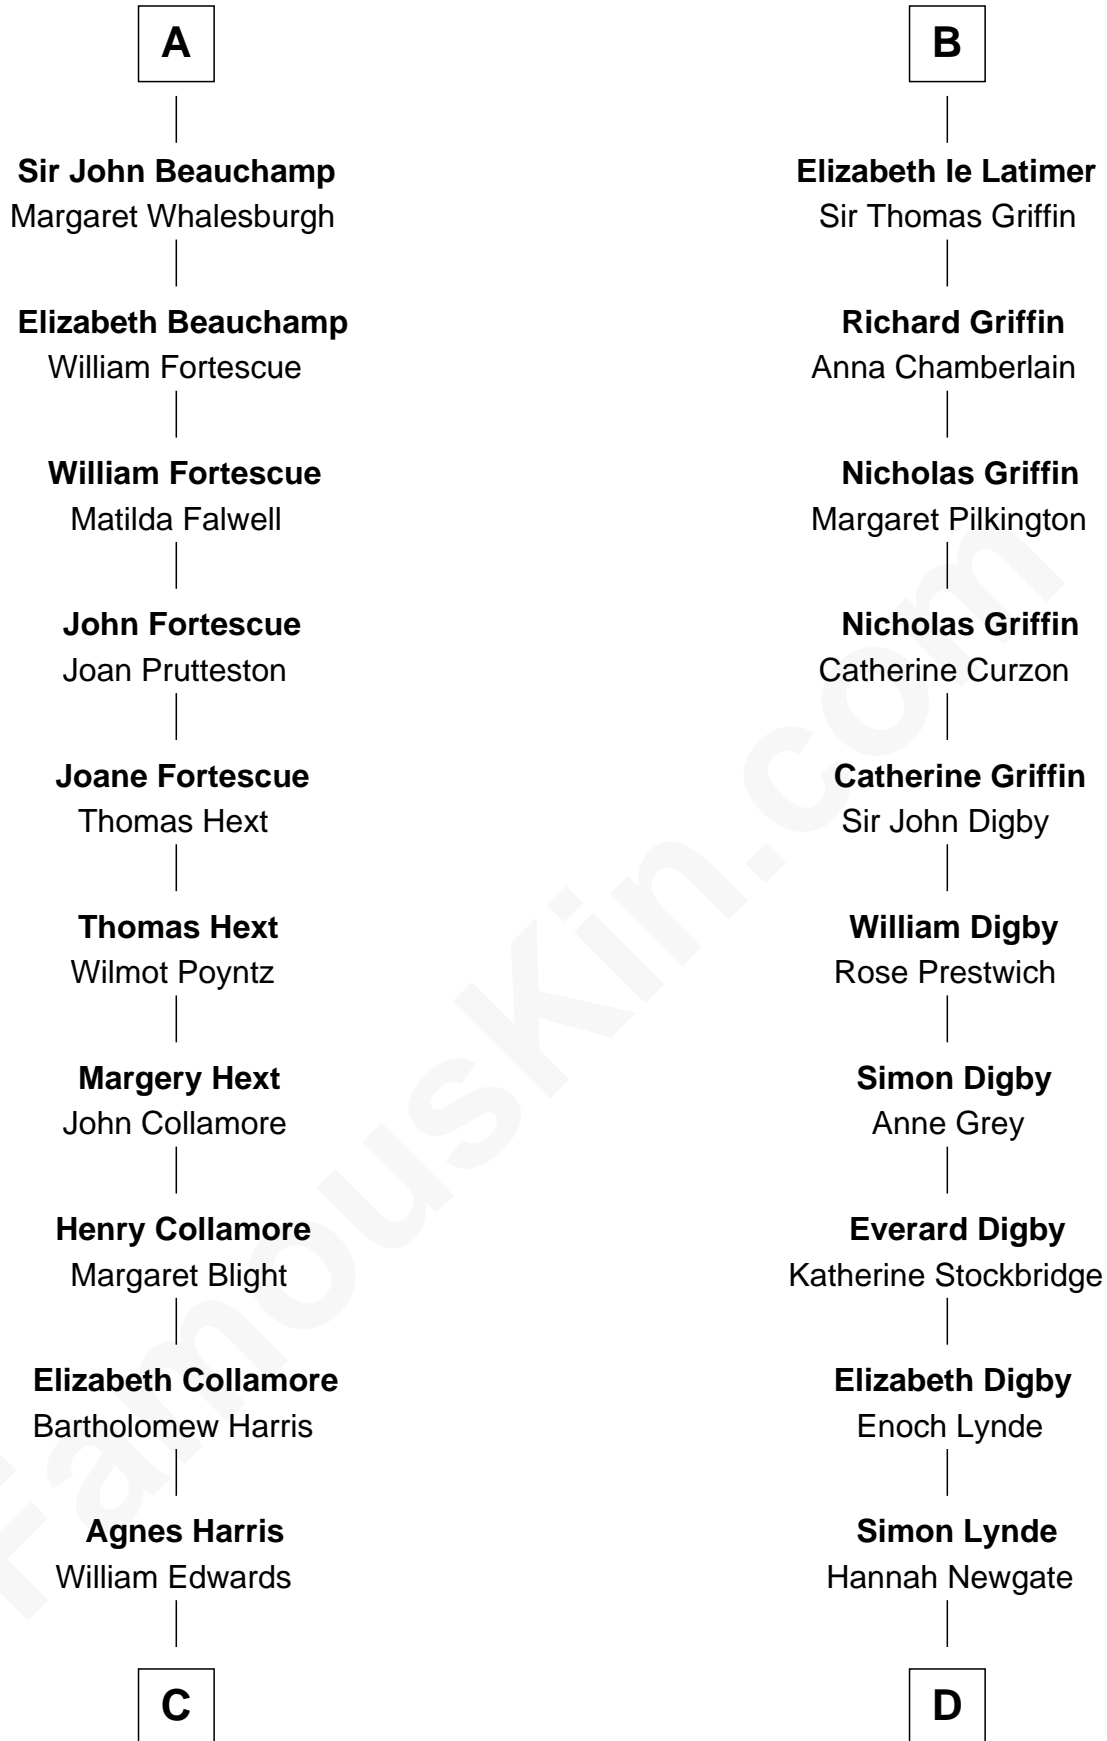 A
Sir John Beauchamp
Margaret Whalesburgh
Elizabeth Beauchamp
William Fortescue
William Fortescue
Matilda Falwell
John Fortescue
Joan Prutteston
Joane Fortescue
Thomas Hext
Thomas Hext
Wilmot Poyntz
Margery Hext
John Collamore
Henry Collamore
Margaret Blight
Elizabeth Collamore
Bartholomew Harris
Agnes Harris
William Edwards
C
B
Elizabeth le Latimer
Sir Thomas Griffin
Richard Griffin
Anna Chamberlain
Nicholas Griffin
Margaret Pilkington
Nicholas Griffin
Catherine Curzon
Catherine Griffin
Sir John Digby
William Digby
Rose Prestwich
Simon Digby
Anne Grey
Everard Digby
Katherine Stockbridge
Elizabeth Digby
Enoch Lynde
Simon Lynde
Hannah Newgate
D
FamousKin.com